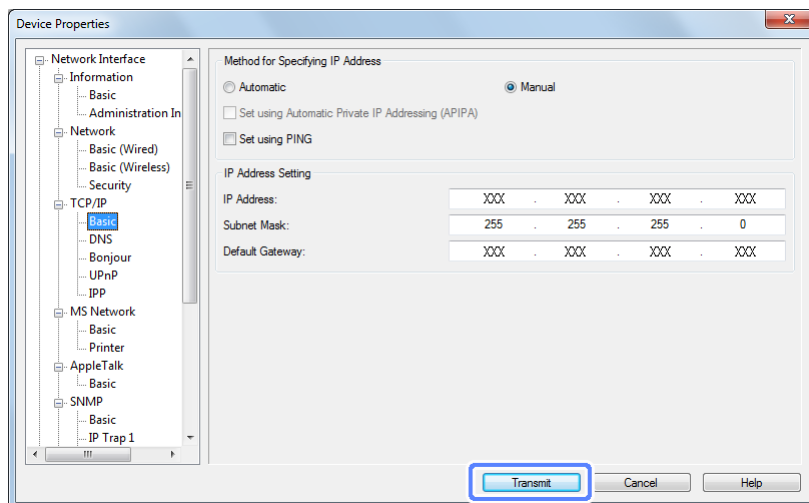 Device Properties
Network Interface
Information
Basic
Administration In
Network
Basic (Wired)
Basic (Wireless)
Security
TCP/IP
Basic
DNS
Bonjour
UPnP
IPP
MS Network
Basic
Printer
AppleTalk
Basic
SNMP
Basic
IP Trap 1
Method for Specifying IP Address
Automatic Manual
Set using Automatic Private IP Addressing (APIPA)
Set using PING
IP Address Setting
IP Address: XXX . XXX . XXX . XXX
Subnet Mask: 255 . 255 . 255 . 0
Default Gateway: XXX . XXX . XXX . XXX
Transmit Cancel Help